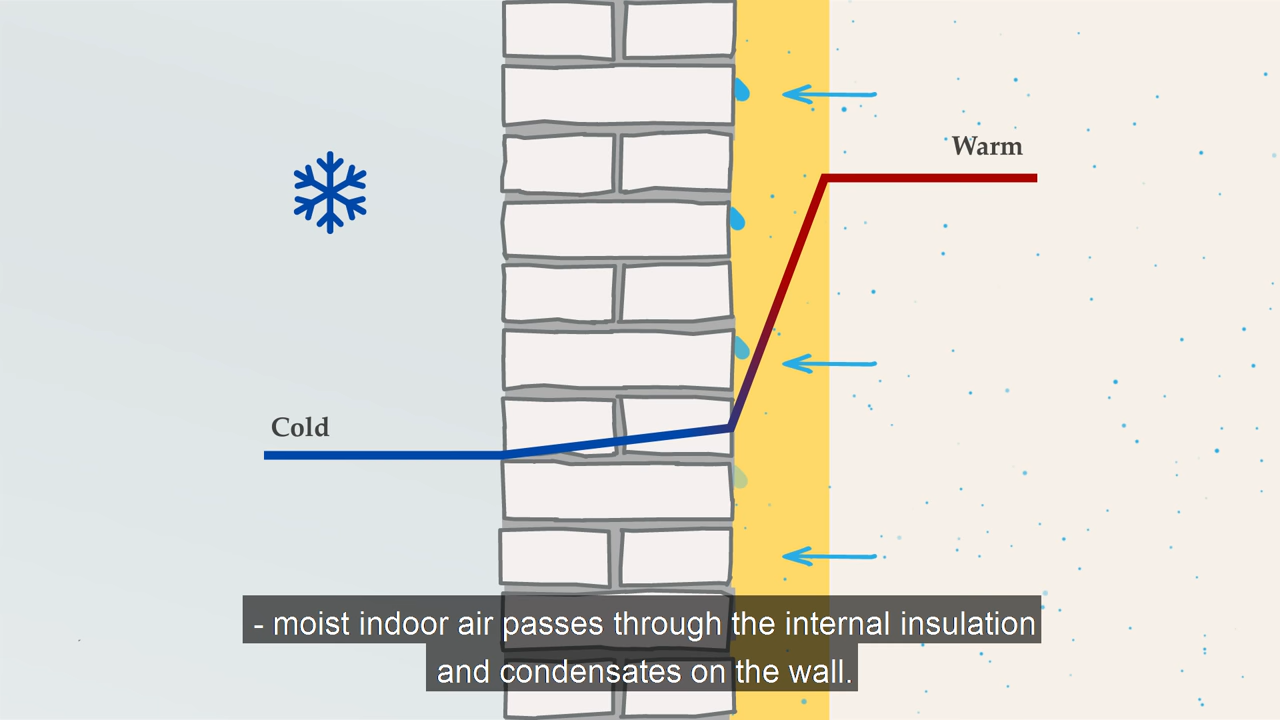 Warm
Cold
- moist indoor air passes through the internal insulation
and condensates on the wall.